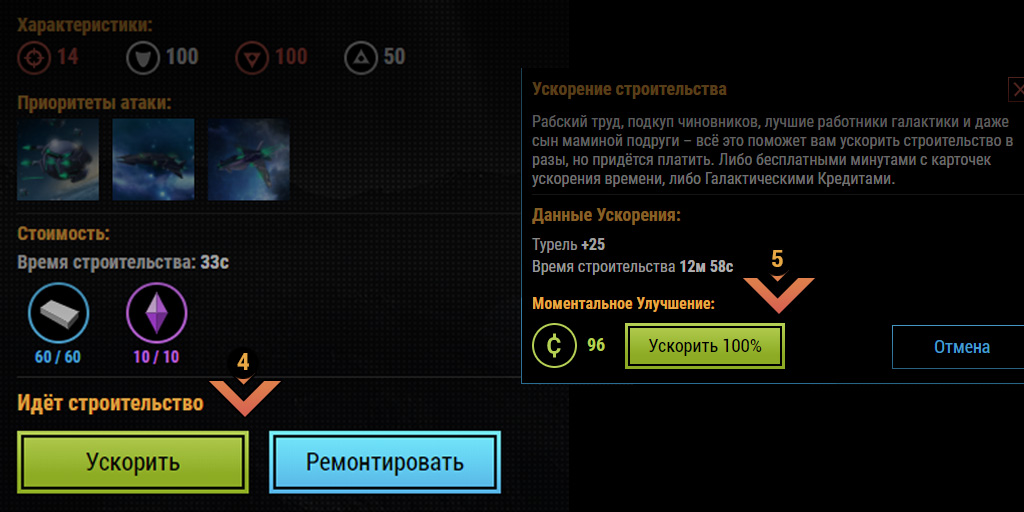 Характеристики:
14 100 100 50
Приоритеты атаки:
Стоимость:
Время строительства: 33с
60 / 60 10 / 10
4
Идёт строительство
Ускорить Ремонтировать
Ускорение строительства
Рабский труд, подкуп чиновников, лучшие работники галактики и даже
сын маминой подруги – всё это поможет вам ускорить строительство в
разы, но придётся платить. Либо бесплатными минутами с карточек
ускорения времени, либо Галактическими Кредитами.
Данные Ускорения:
Турель +25
Время строительства 12м 58с
5
Моментальное Улучшение:
₵ 96 Ускорить 100% Отмена